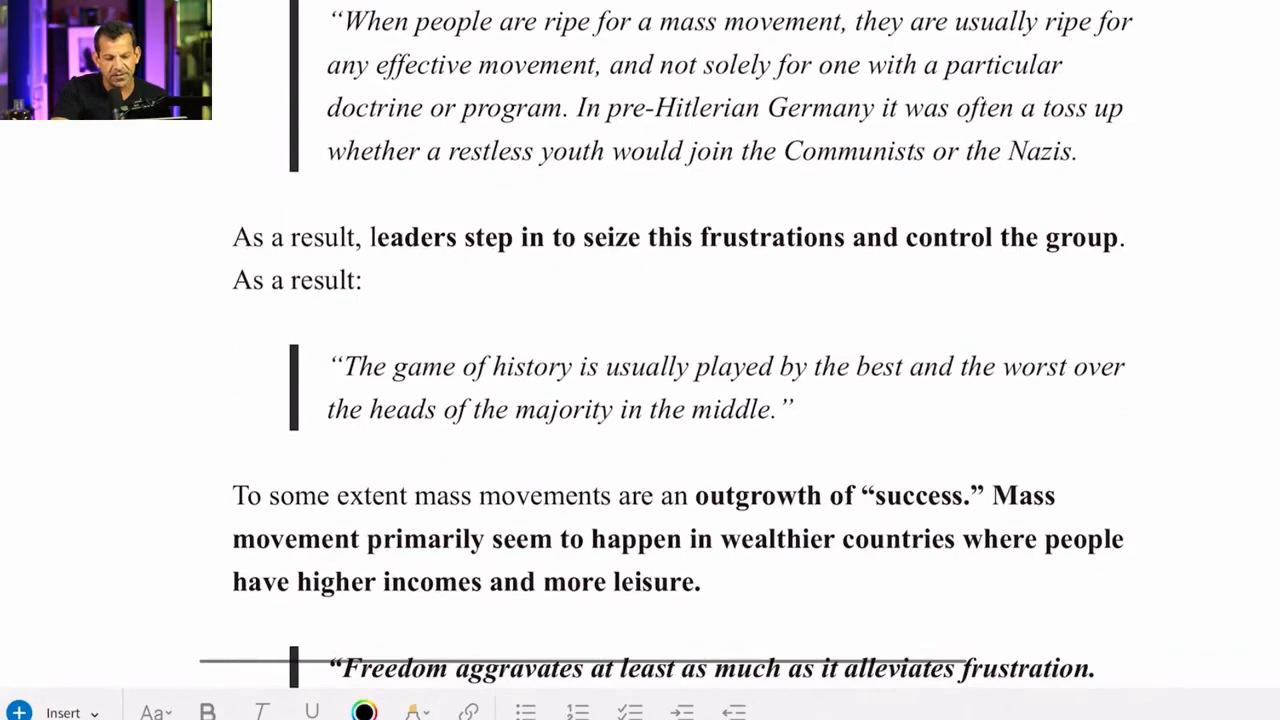 “When people are ripe for a mass movement, they are usually ripe for
any effective movement, and not solely for one with a particular
doctrine or program. In pre-Hitlerian Germany it was often a toss up
whether a restless youth would join the Communists or the Nazis.
As a result, leaders step in to seize this frustrations and control the group.
As a result:
“The game of history is usually played by the best and the worst over
the heads of the majority in the middle.”
To some extent mass movements are an outgrowth of “success.” Mass
movement primarily seem to happen in wealthier countries where people
have higher incomes and more leisure.
“Freedom aggravates at least as much as it alleviates frustration.
Insert Aa B I U